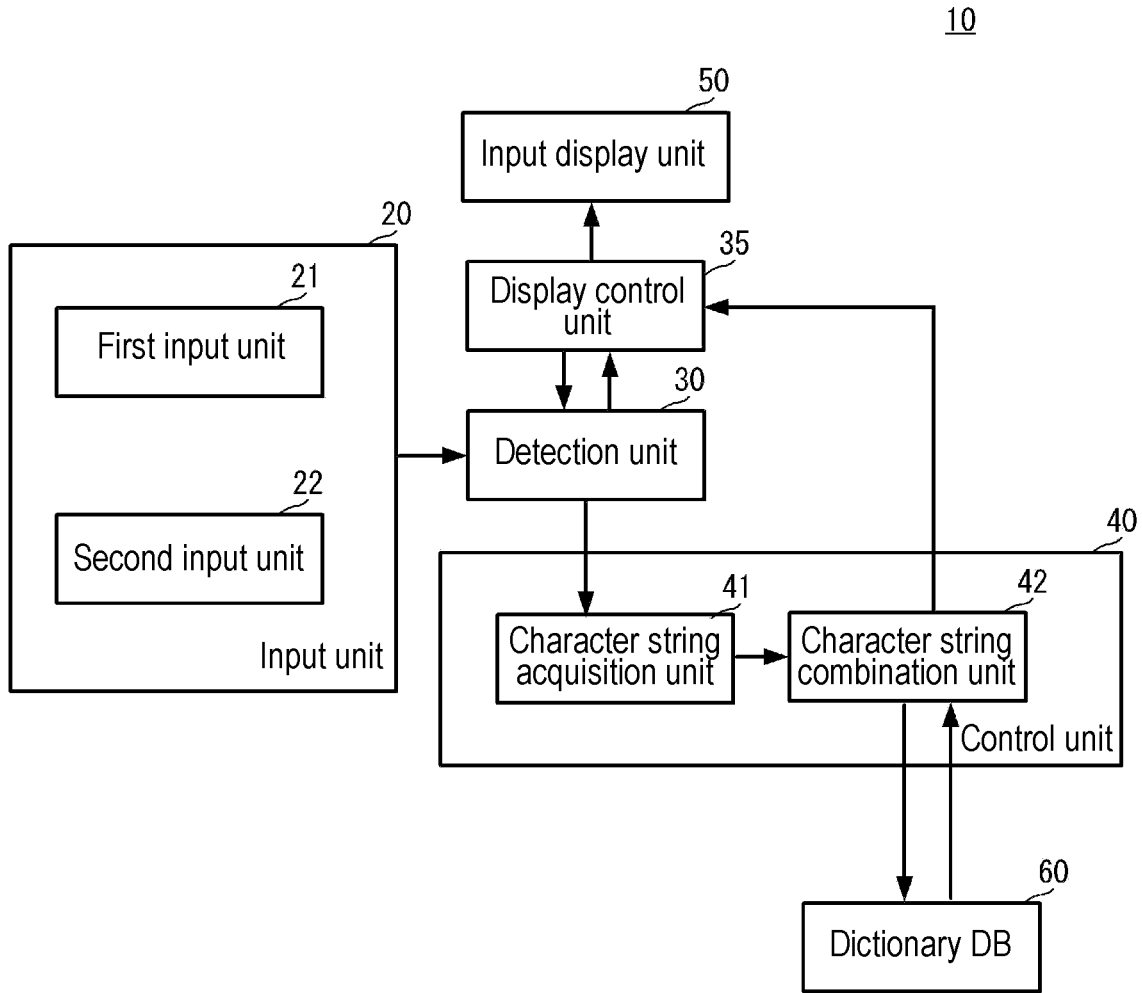 10
50
Input display unit
20
35
21
Display control
unit
First input unit
30
Detection unit
22
Second input unit
40
41
42
Character string
acquisition unit
Character string
combination unit
Input unit
Control unit
60
Dictionary DB